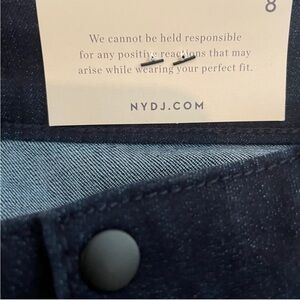 8
We cannot be held responsible
for any positive reactions that may
arise while wearing your perfect fit.
NYDJ.COM